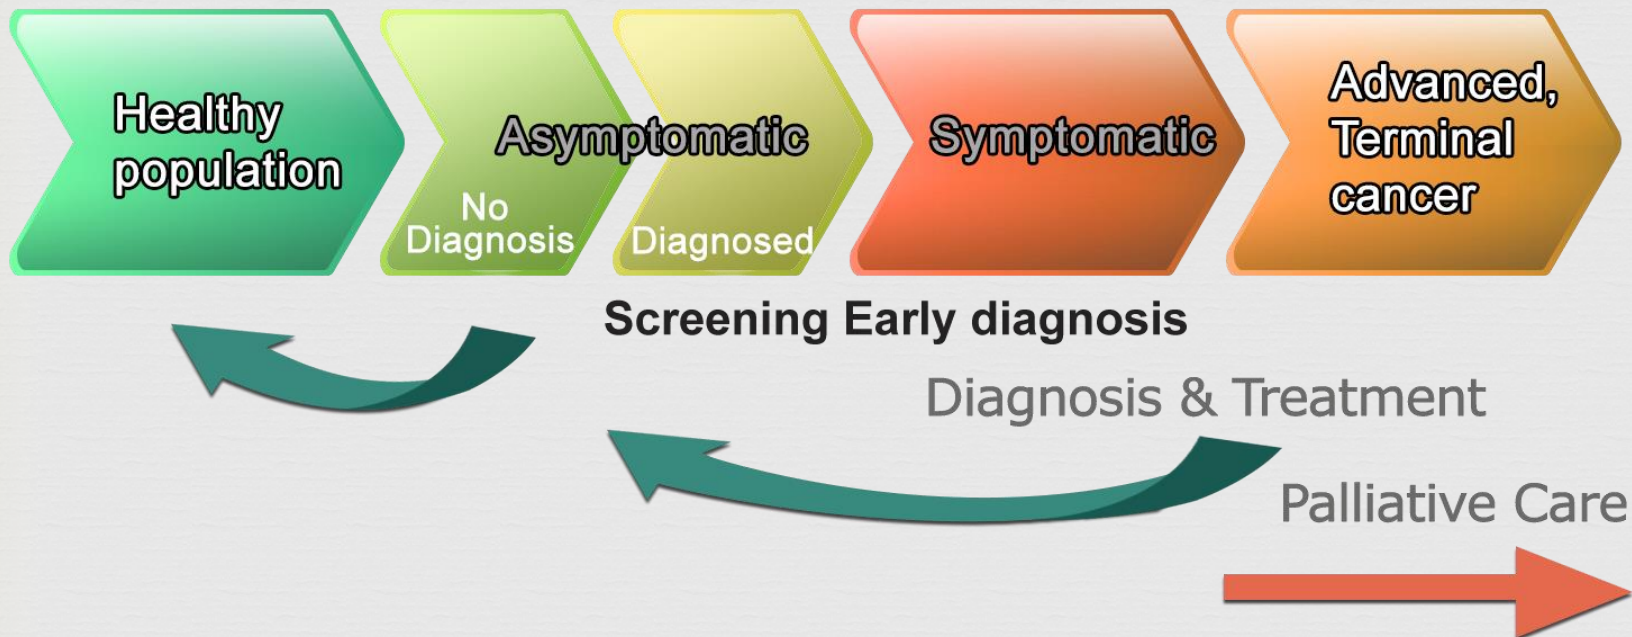 Healthy
population
Asymptomatic
No
Diagnosis
Diagnosed
Symptomatic
Advanced,
Terminal
cancer
Screening Early diagnosis
Diagnosis & Treatment
Palliative Care